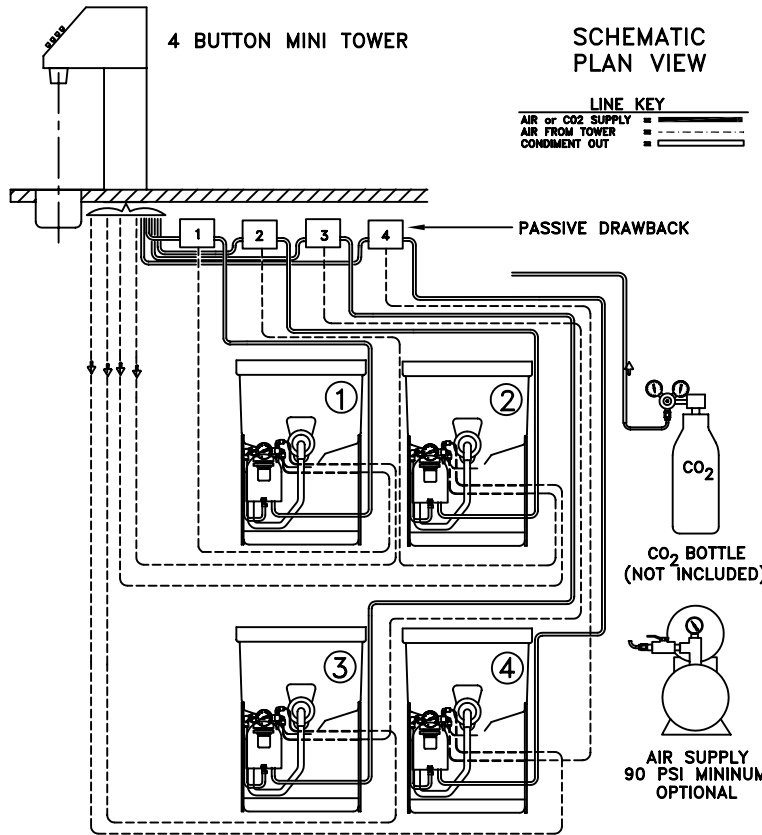 4 BUTTON MINI TOWER
SCHEMATIC
PLAN VIEW
LINE KEY
AIR or CO2 SUPPLY =
AIR FROM TOWER =
CONDIMENT OUT =
1
2
3
4
PASSIVE DRAWBACK
1
2
CO2
CO2 BOTTLE
(NOT INCLUDED)
3
4
AIR SUPPLY
90 PSI MININUM
OPTIONAL